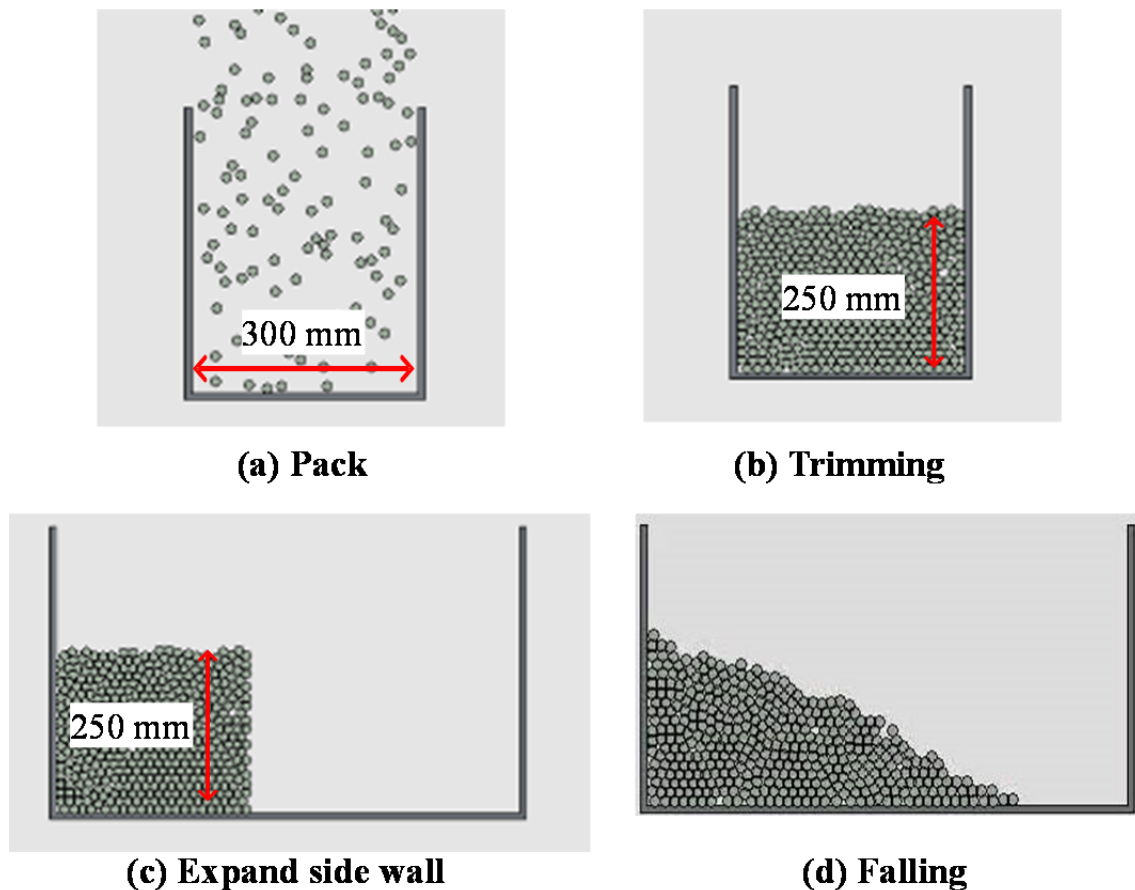 300 mm
(a) Pack
250 mm
(b) Trimming
250 mm
(c) Expand side wall
(d) Falling